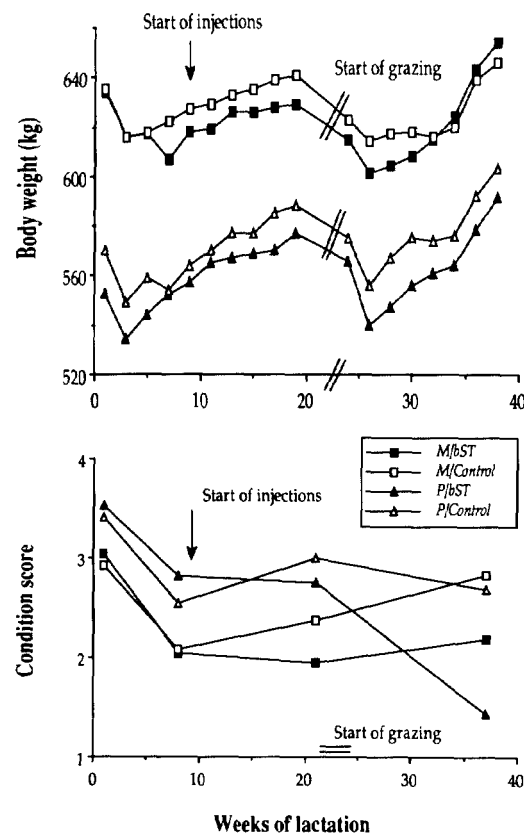 Start of injections
Start of grazing
Body weight (kg)
640
600
560
520
0
10
20
30
40
M/bST
M/Control
P/bST
P/Control
Start of injections
Condition score
4
3
2
1
Start of grazing
0
10
20
30
40
Weeks of lactation